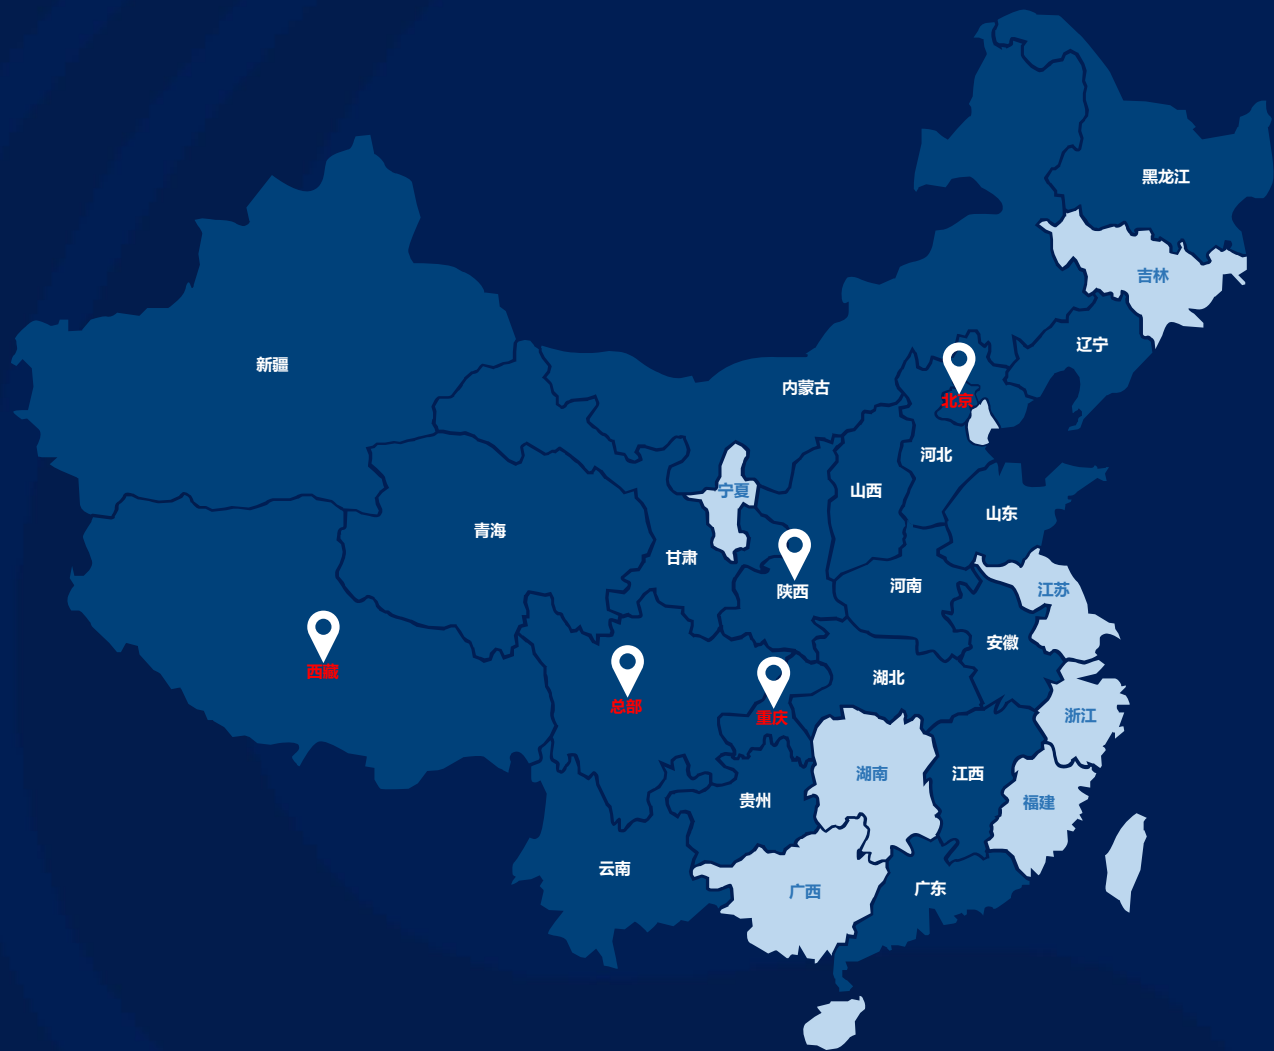 黑龙江
吉林
辽宁
新疆
内蒙古
北京
河北
宁夏
山西
山东
青海
甘肃
陕西
河南
江苏
安徽
西藏
湖北
总部
重庆
浙江
湖南
江西
贵州
福建
云南
广西
广东